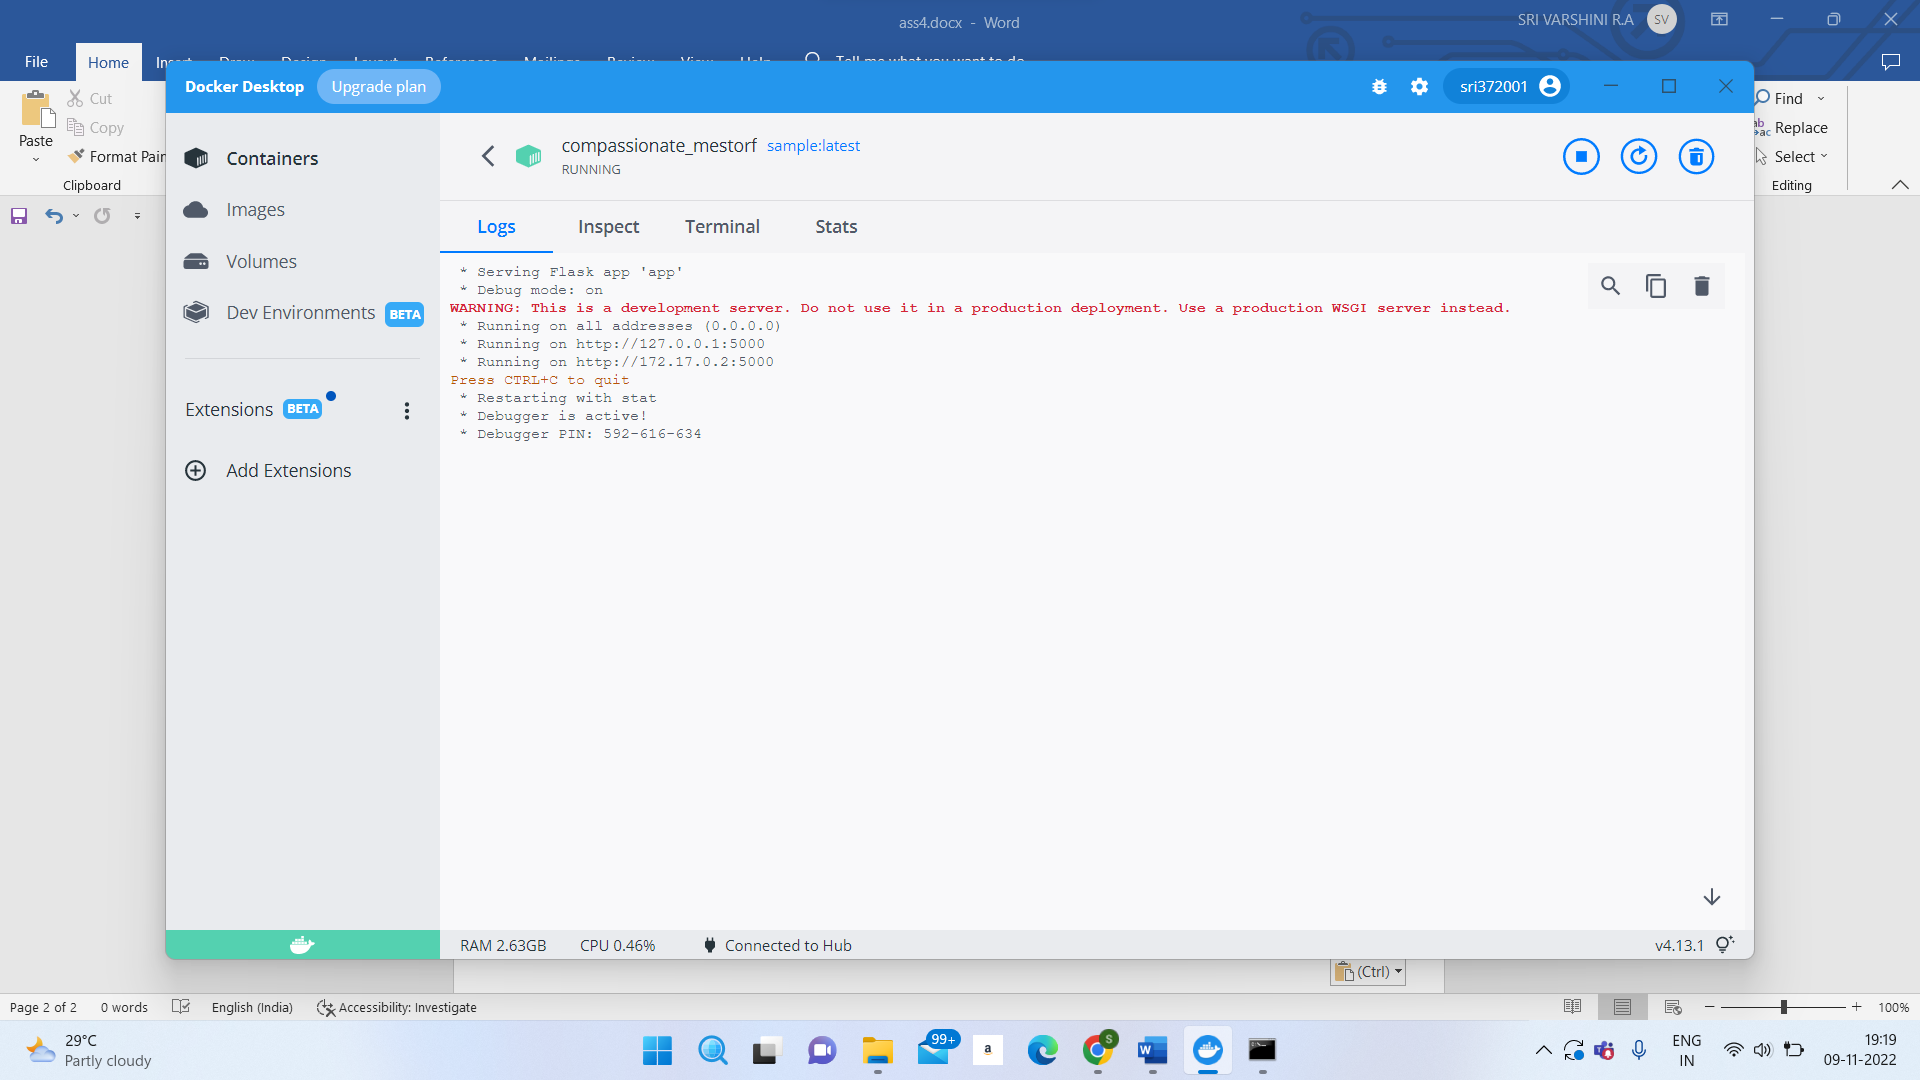 ass4.docx - Word
SRI VARSHINI R.A
SV
File
Home
Docker Desktop
Upgrade plan
sri372001
Paste
Cut
Copy
Format Pain
Clipboard
Find
Replace
Select
Editing
Containers
Images
Volumes
Dev Environments BETA
Extensions BETA
Add Extensions
compassionate_mestorf sample:latest
RUNNING
Logs
Inspect
Terminal
Stats
* Serving Flask app 'app'
* Debug mode: on
WARNING: This is a development server. Do not use it in a production deployment. Use a production WSGI server instead.
* Running on all addresses (0.0.0.0)
* Running on http://127.0.0.1:5000
* Running on http://172.17.0.2:5000
Press CTRL+C to quit
* Restarting with stat
* Debugger is active!
* Debugger PIN: 592-616-634
RAM 2.63GB
CPU 0.46%
Connected to Hub
v4.13.1
(Ctrl)
Page 2 of 2
0 words
English (India)
Accessibility: Investigate
100%
29°C
Partly cloudy
99+
a
S
W
ENG
IN
19:19
09-11-2022